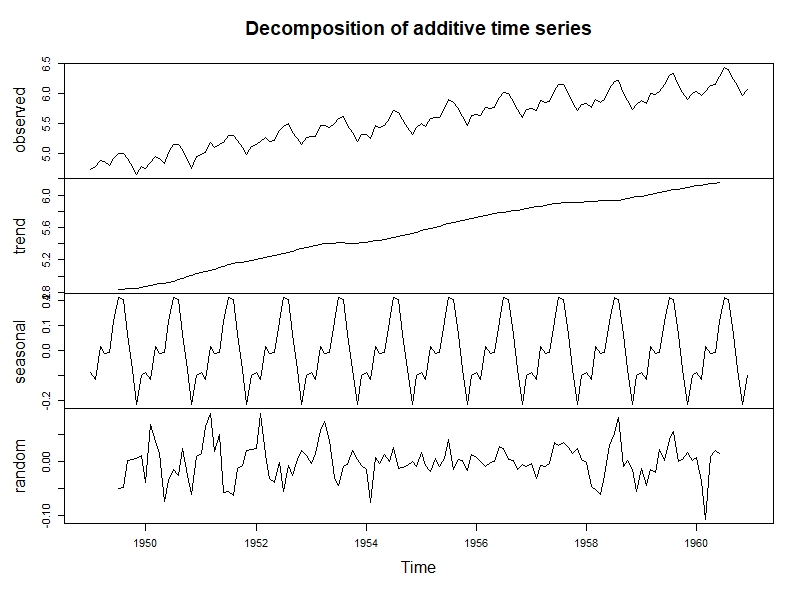 Decomposition of additive time series
observed
5.0 5.5 6.0 6.5
trend
4.8 5.2 5.6 6.0
seasonal
-0.2 0.0 0.1 0.2
random
-0.10 0.00
1950 1952 1954 1956 1958 1960
Time